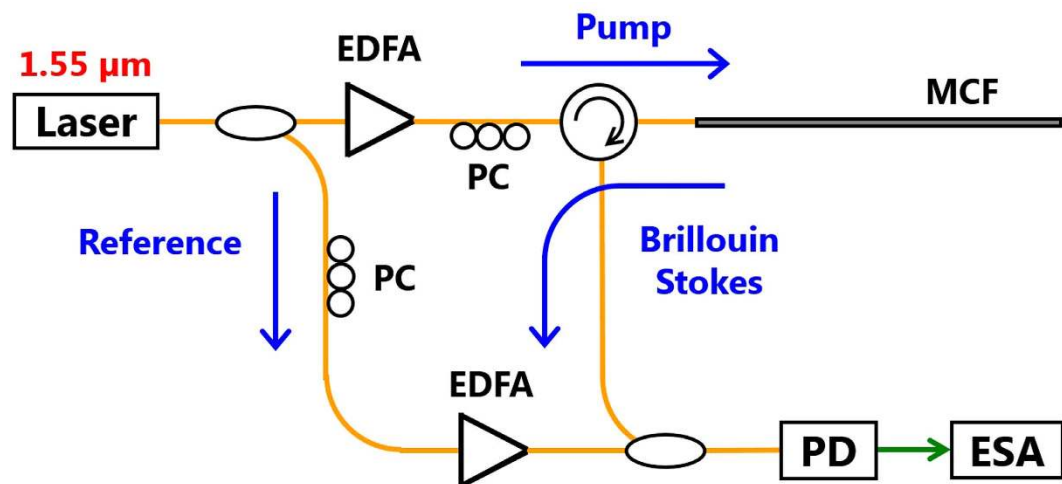 Pump
EDFA
1.55 μm
MCF
Laser
PC
Reference
Brillouin
Stokes
PC
EDFA
PD
ESA